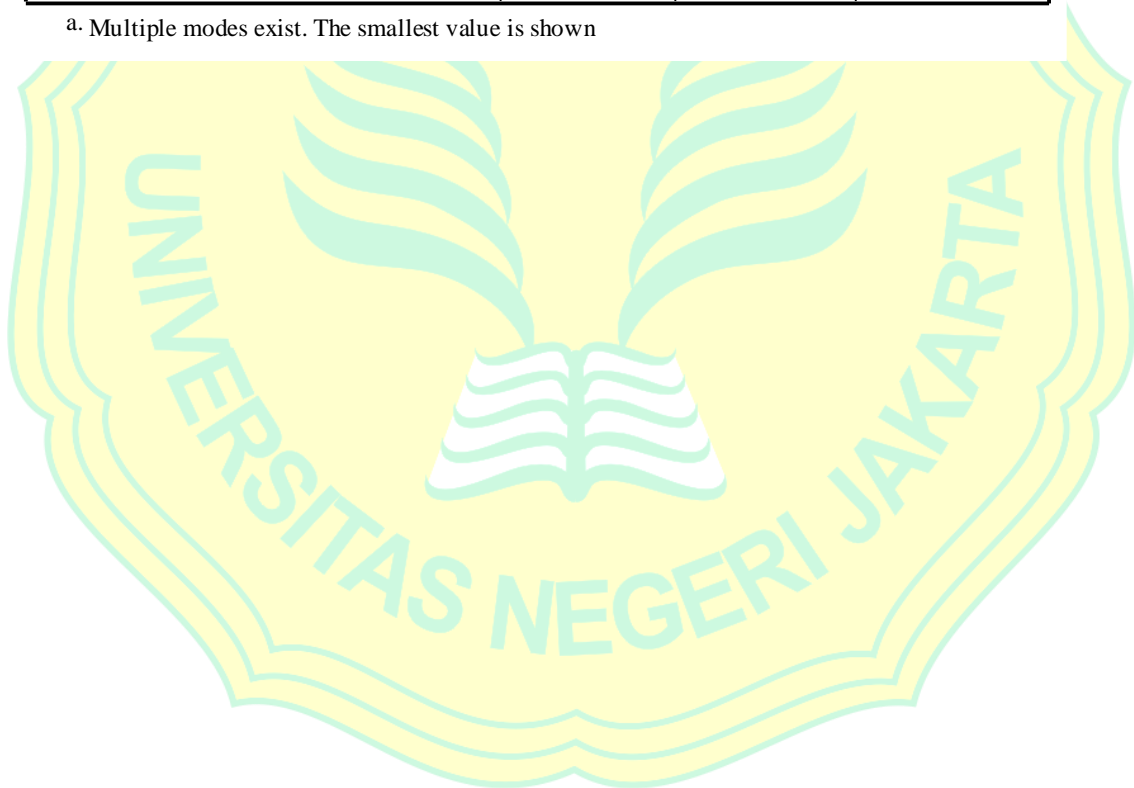 a. Multiple modes exist. The smallest value is shown
UNIVERSITAS NEGERI JAKARTA